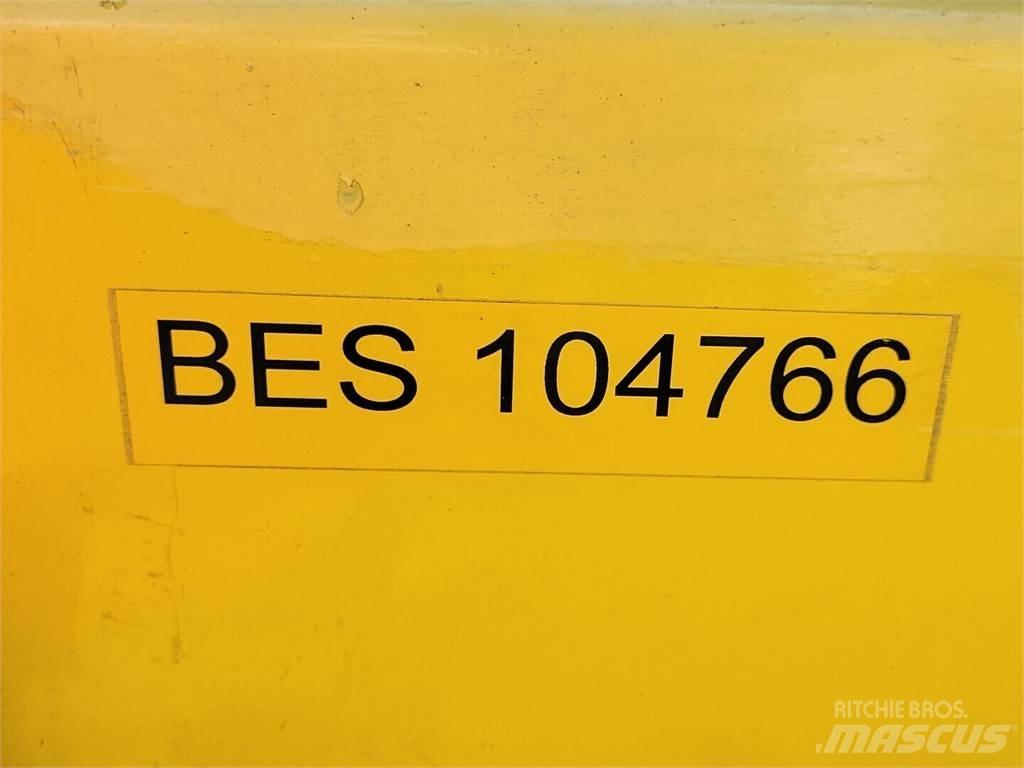 BES 104766
RITCHIE BROS.
MASCUS